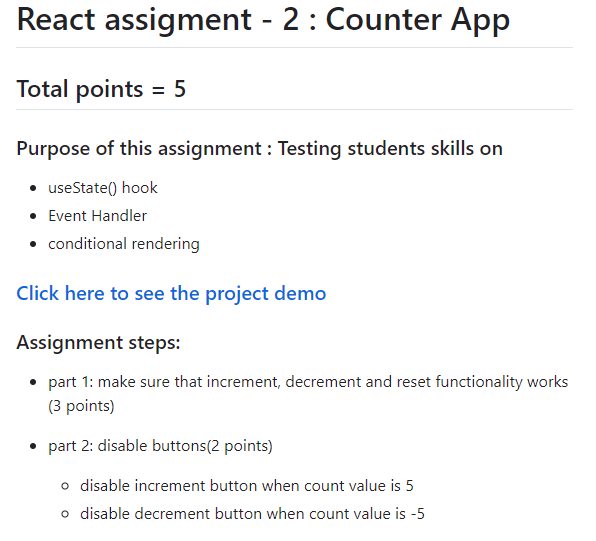 React assigment - 2 : Counter App
Total points = 5
Purpose of this assignment : Testing students skills on
useState() hook
Event Handler
conditional rendering
Click here to see the project demo
Assignment steps:
part 1: make sure that increment, decrement and reset functionality works
(3 points)
part 2: disable buttons(2 points)
disable increment button when count value is 5
disable decrement button when count value is -5